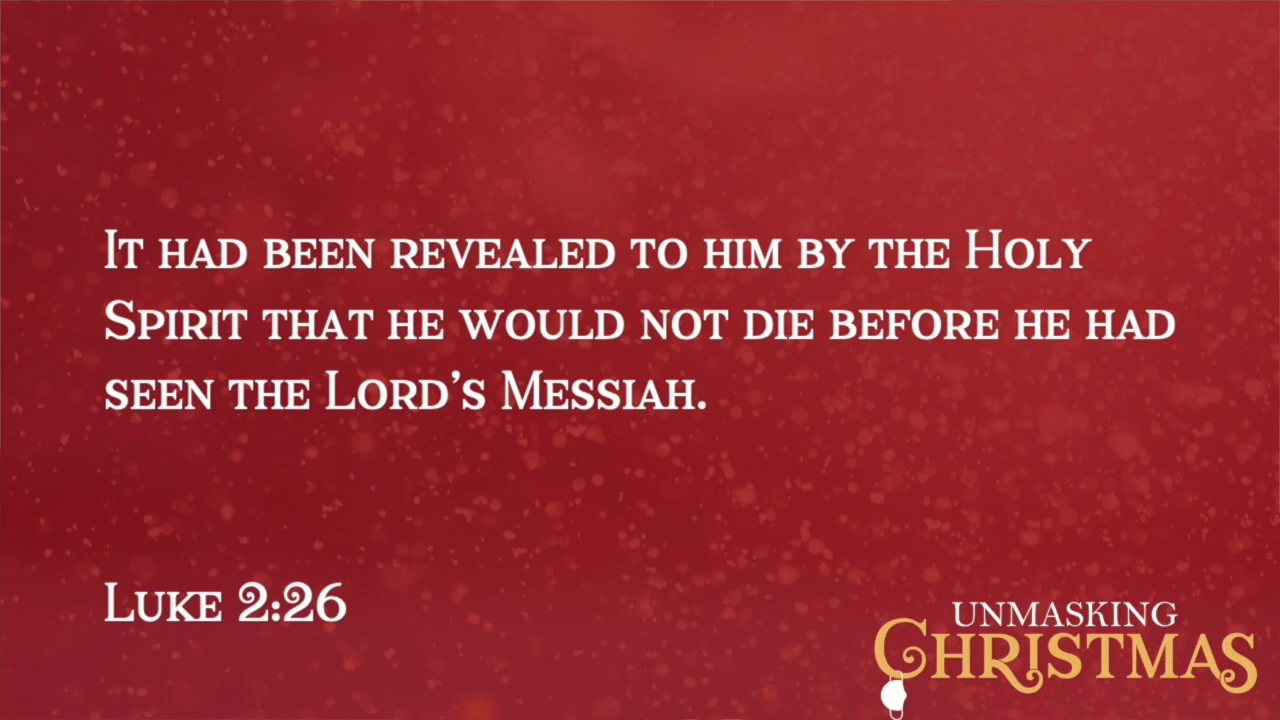 It had been revealed to him by the Holy
Spirit that he would not die before he had
seen the Lord’s Messiah.
Luke 2:26
UNMASKING
CHRISTMAS